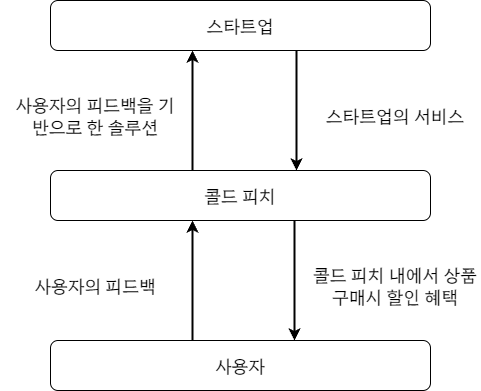 스타트업
사용자의 피드백을 기
반으로 한 솔루션
스타트업의 서비스
콜드 피치
사용자의 피드백
콜드 피치 내에서 상품
구매시 할인 혜택
사용자